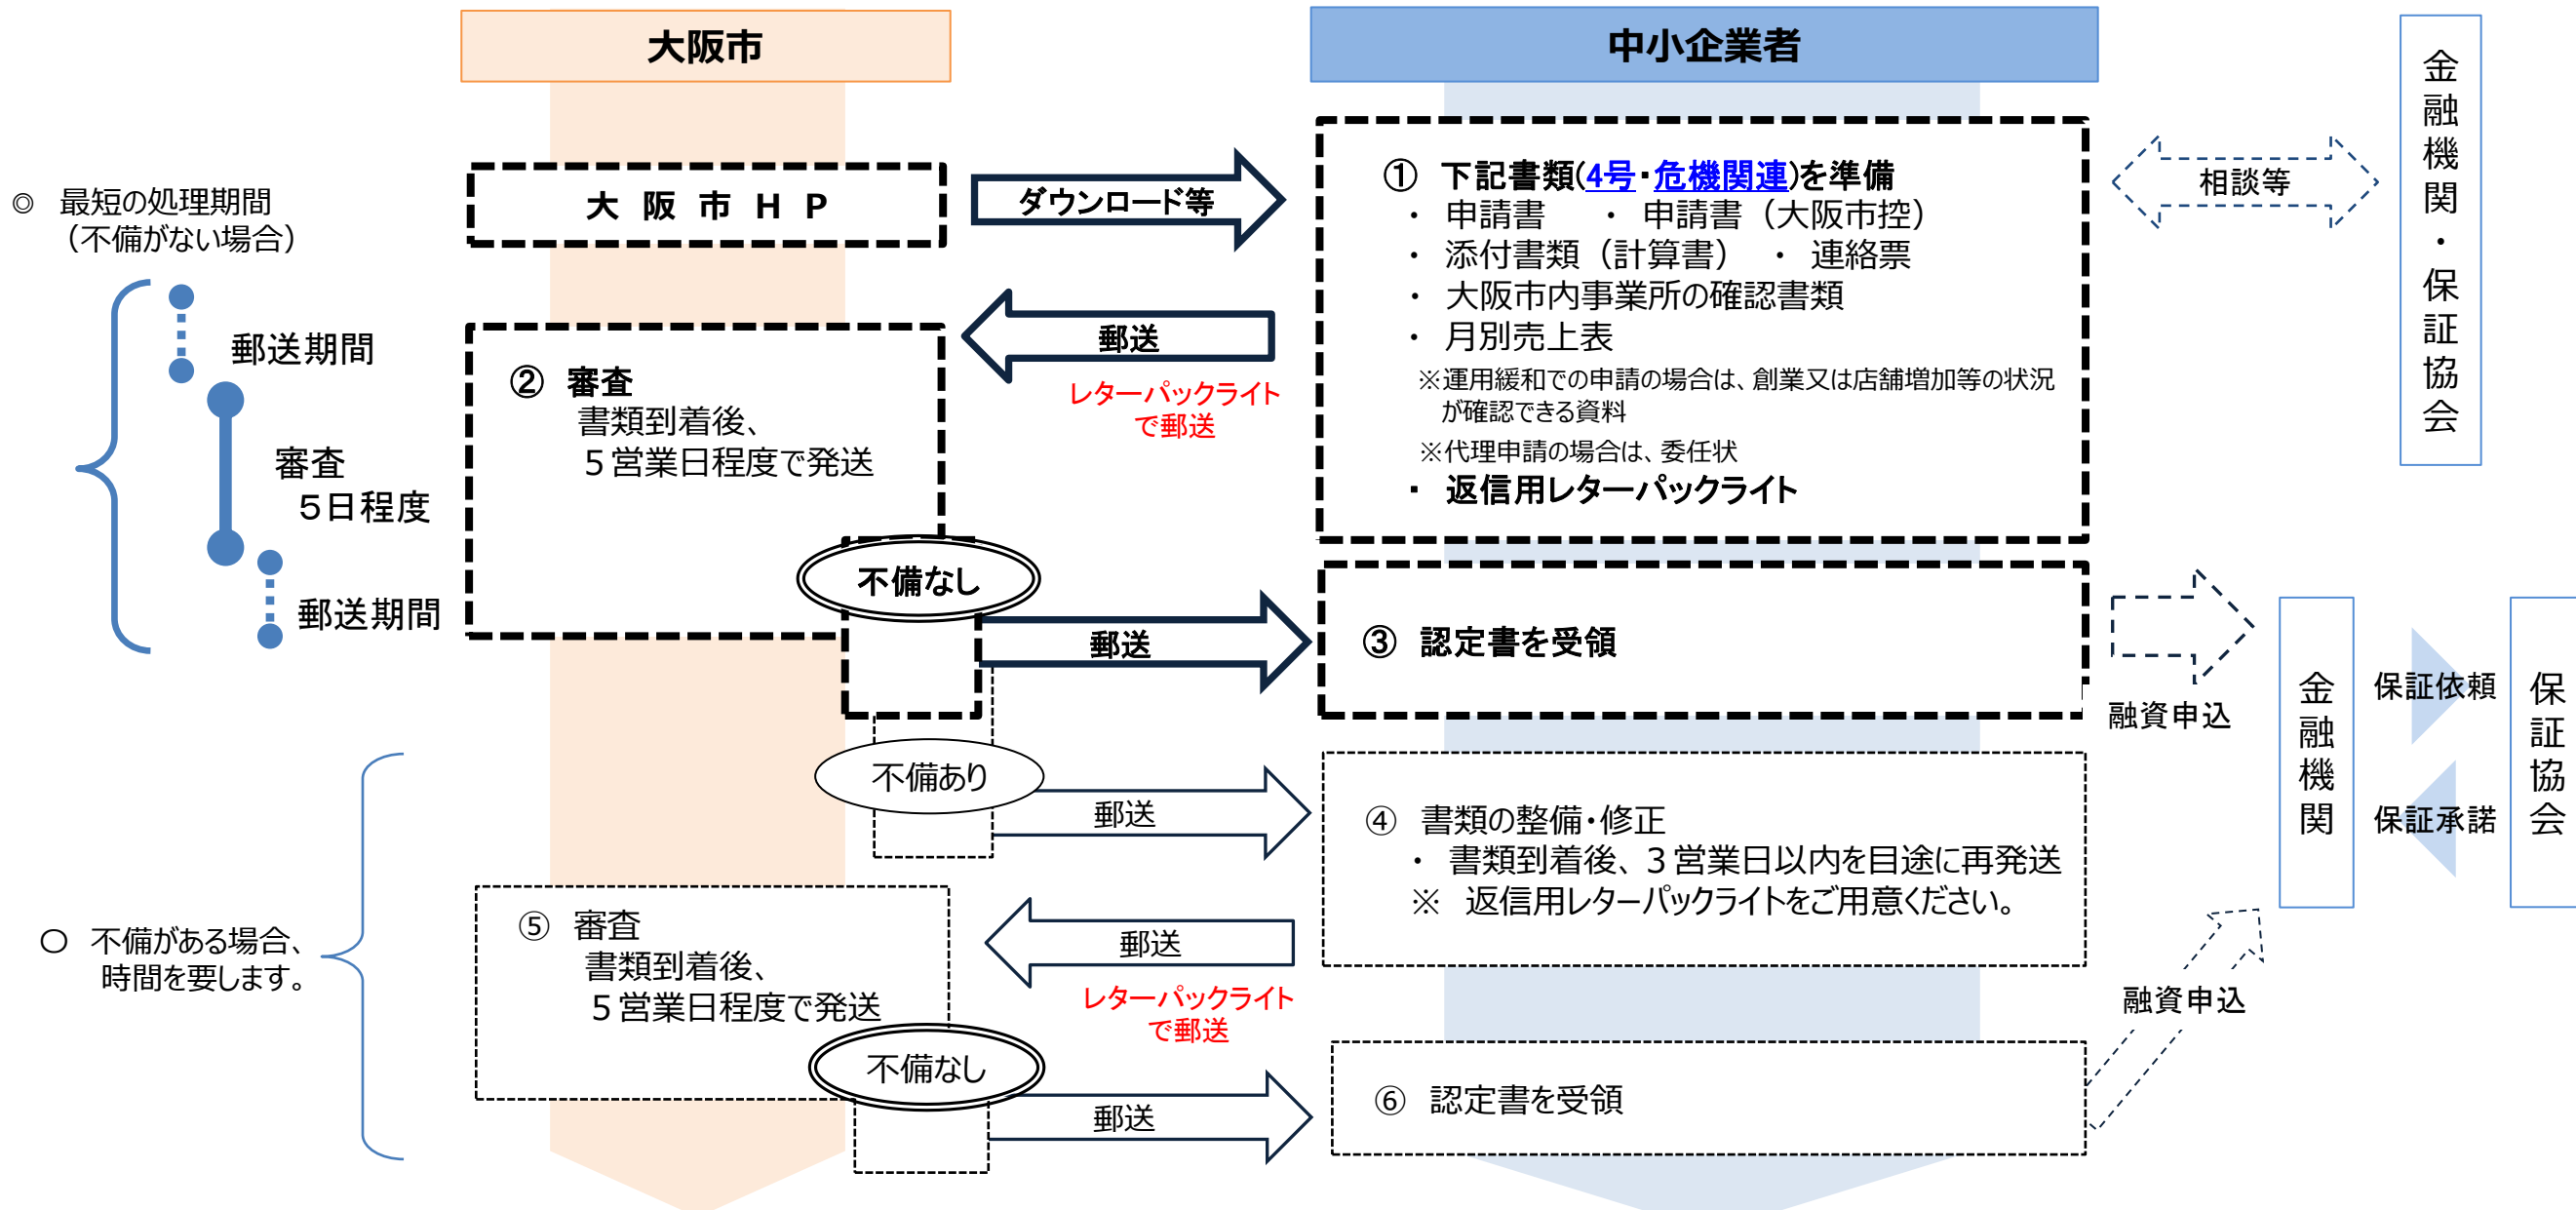 大阪市
中小企業者
金融機関・保証協会
◎ 最短の処理期間
（不備がない場合）
郵送期間
審査
５日程度
郵送期間
大 阪 市 Ｈ Ｐ
ダウンロード等
① 下記書類(4号・危機関連)を準備
・ 申請書 ・ 申請書（大阪市控）
・ 添付書類（計算書） ・ 連絡票
・ 大阪市内事業所の確認書類
・ 月別売上表
※運用緩和での申請の場合は、創業又は店舗増加等の状況
が確認できる資料
※代理申請の場合は、委任状
・ 返信用レターパックライト
相談等
郵送
レターパックライト
で郵送
② 審査
書類到着後、
５営業日程度で発送
不備なし
郵送
③ 認定書を受領
融資申込
金融機関
保証依頼
保証承諾
保証協会
不備あり
郵送
④ 書類の整備・修正
・ 書類到着後、３営業日以内を目途に再発送
※ 返信用レターパックライトをご用意ください。
〇 不備がある場合、
時間を要します。
⑤ 審査
書類到着後、
５営業日程度で発送
郵送
レターパックライト
で郵送
不備なし
郵送
⑥ 認定書を受領
融資申込